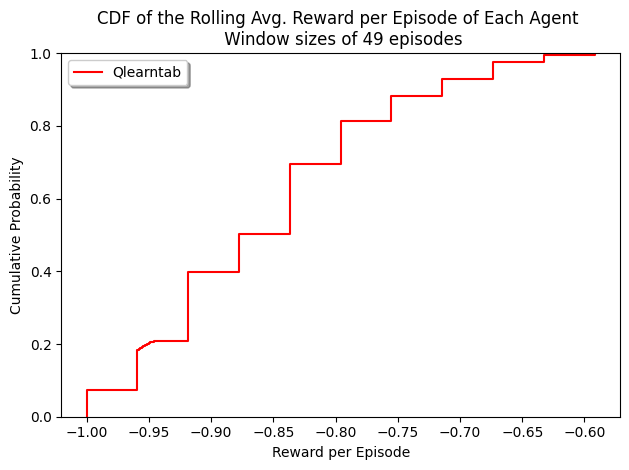 CDF of the Rolling Avg. Reward per Episode of Each Agent
Window sizes of 49 episodes
Qlearntab
1.0
0.8
0.6
0.4
0.2
0.0
Cumulative Probability
−1.00 −0.95 −0.90 −0.85 −0.80 −0.75 −0.70 −0.65 −0.60
Reward per Episode